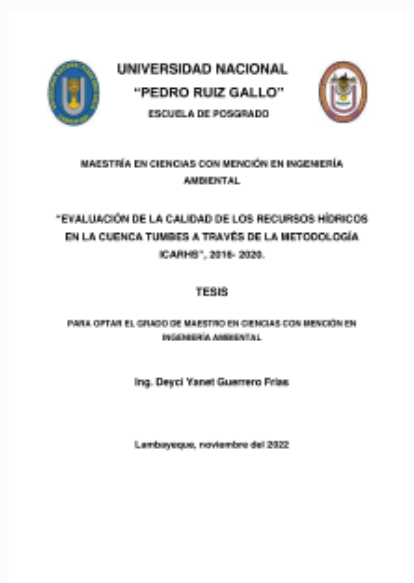 UNIVERSIDAD NACIONAL
“PEDRO RUIZ GALLO”
ESCUELA DE POSGRADO
MAESTRÍA EN CIENCIAS CON MENCIÓN EN INGENIERÍA
AMBIENTAL
“EVALUACIÓN DE LA CALIDAD DE LOS RECURSOS HÍDRICOS
EN LA CUENCA TUMBES A TRAVÉS DE LA METODOLOGÍA
ICARHS”, 2016- 2020.
TESIS
PARA OPTAR EL GRADO DE MAESTRO EN CIENCIAS CON MENCIÓN EN
INGENIERÍA AMBIENTAL
Ing. Deyci Yanet Guerrero Frias
Lambayeque, noviembre del 2022